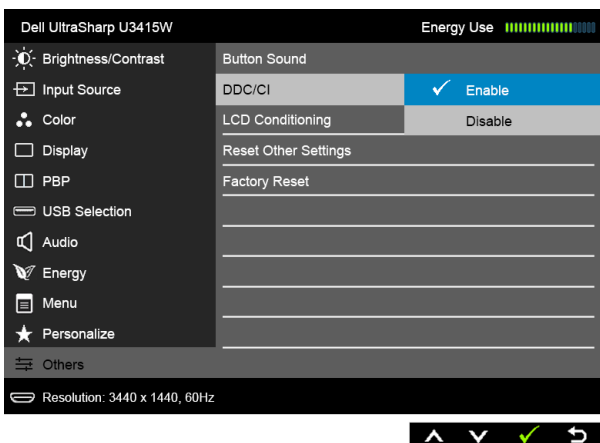 Dell UltraSharp U3415W Energy Use
Brightness/Contrast Button Sound
Input Source DDC/CI Enable
Color LCD Conditioning Disable
Display Reset Other Settings
PBP Factory Reset
USB Selection
Audio
Energy
Menu
Personalize
Others
Resolution: 3440 x 1440, 60Hz